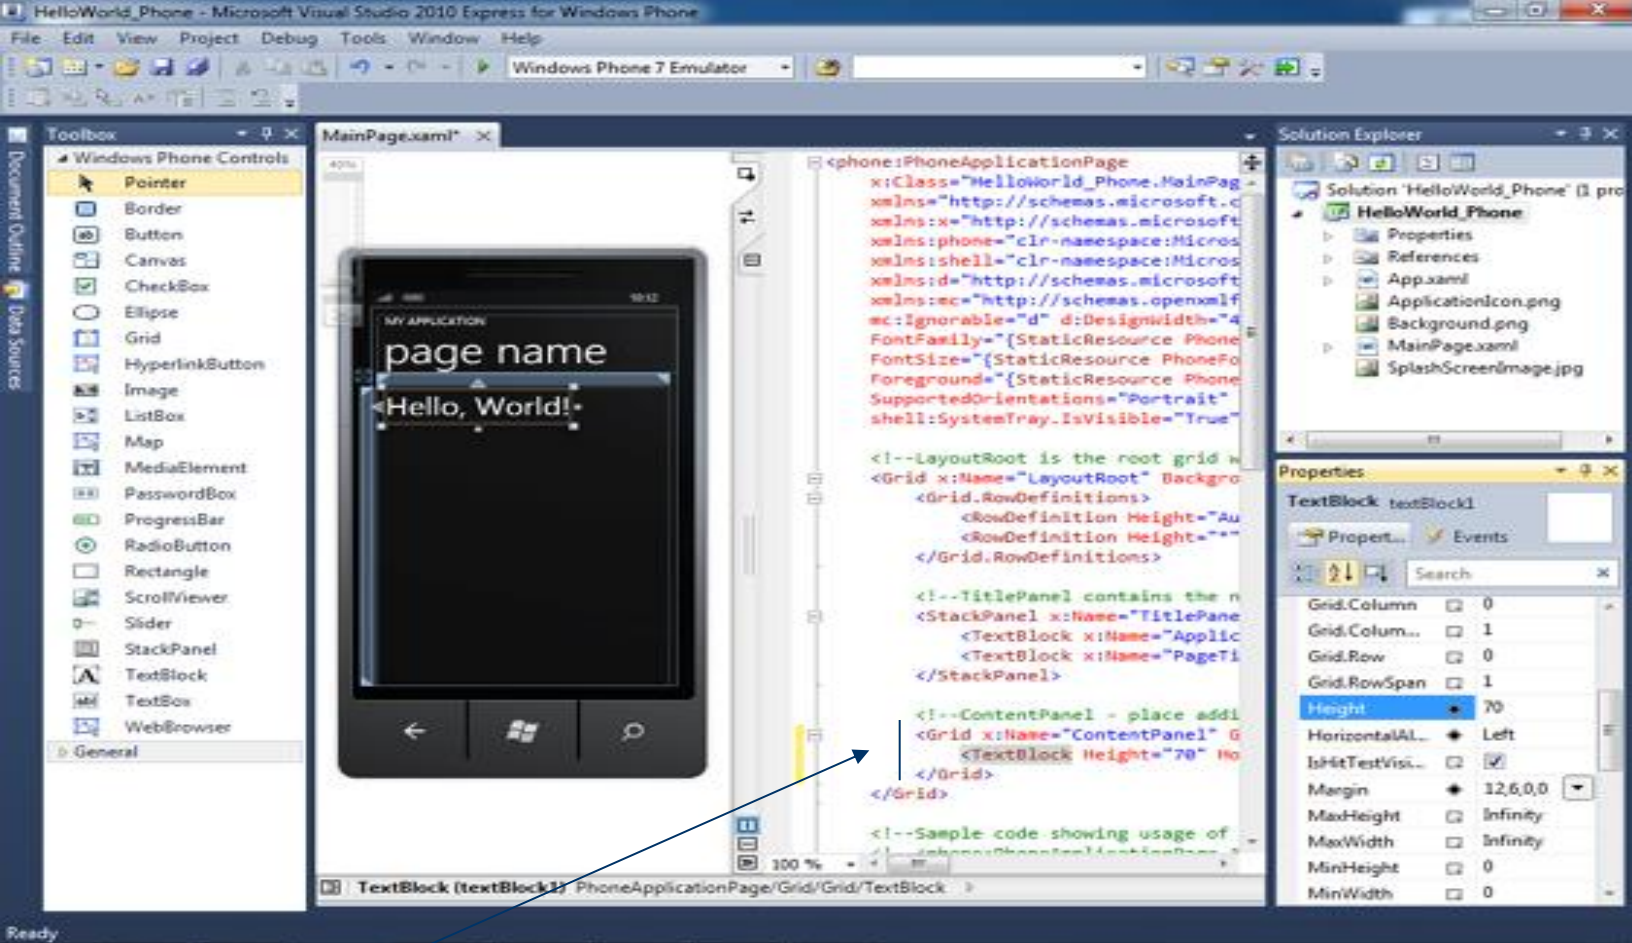 HelloWorld_Phone - Microsoft Visual Studio 2010 Express for Windows Phone
File Edit View Project Debug Tools Window Help
Windows Phone 7 Emulator
Document Outline
Data Sources
Toolbox
Windows Phone Controls
Pointer
Border
Button
Canvas
CheckBox
Ellipse
Grid
HyperlinkButton
Image
ListBox
Map
MediaElement
PasswordBox
ProgressBar
RadioButton
Rectangle
ScrollViewer
Slider
StackPanel
TextBlock
TextBox
WebBrowser
General
MainPage.xaml*
40%
10:12
MY APPLICATION
page name
Hello, World!
<phone:PhoneApplicationPage
x:Class="HelloWorld_Phone.MainPag
xmlns="http://schemas.microsoft.c
xmlns:x="http://schemas.microsoft
xmlns:phone="clr-namespace:Micros
xmlns:shell="clr-namespace:Micros
xmlns:d="http://schemas.microsoft
xmlns:mc="http://schemas.openxmlf
mc:Ignorable="d" d:DesignWidth="4
FontFamily="{StaticResource Phone
FontSize="{StaticResource PhoneFo
Foreground="{StaticResource Phone
SupportedOrientations="Portrait"
shell:SystemTray.IsVisible="True"
<!--LayoutRoot is the root grid w
<Grid x:Name="LayoutRoot" Backgro
<Grid.RowDefinitions>
<RowDefinition Height="Au
<RowDefinition Height="*"
</Grid.RowDefinitions>
<!--TitlePanel contains the n
<StackPanel x:Name="TitlePane
<TextBlock x:Name="Applic
<TextBlock x:Name="PageTi
</StackPanel>
<!--ContentPanel - place addi
<Grid x:Name="ContentPanel" G
<TextBlock Height="70" Ho
</Grid>
</Grid>
<!--Sample code showing usage of
100 %
TextBlock (textBlock1) PhoneApplicationPage/Grid/Grid/TextBlock
Solution Explorer
Solution 'HelloWorld_Phone' (1 pro
HelloWorld_Phone
Properties
References
App.xaml
ApplicationIcon.png
Background.png
MainPage.xaml
SplashScreenImage.jpg
Properties
TextBlock textBlock1
Propert... Events
Search
Grid.Column 0
Grid.Colum... 1
Grid.Row 0
Grid.RowSpan 1
Height 70
HorizontalAl... Left
IsHitTestVisi...
Margin 12,6,0,0
MaxHeight Infinity
MaxWidth Infinity
MinHeight 0
MinWidth 0
Ready